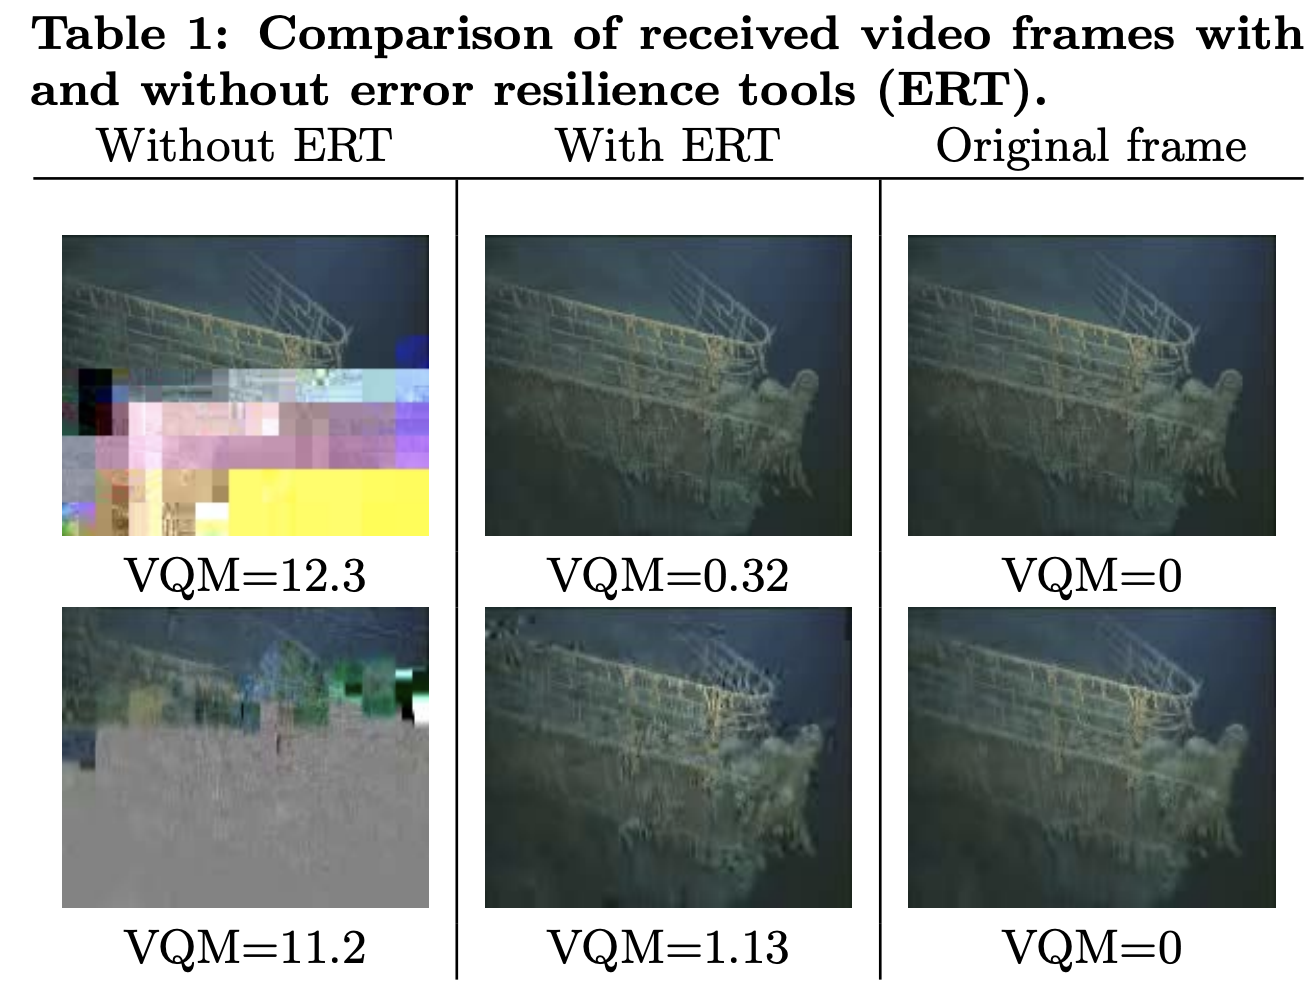 Table 1: Comparison of received video frames with
and without error resilience tools (ERT).
Without ERT With ERT Original frame
VQM=12.3 VQM=0.32 VQM=0
VQM=11.2 VQM=1.13 VQM=0